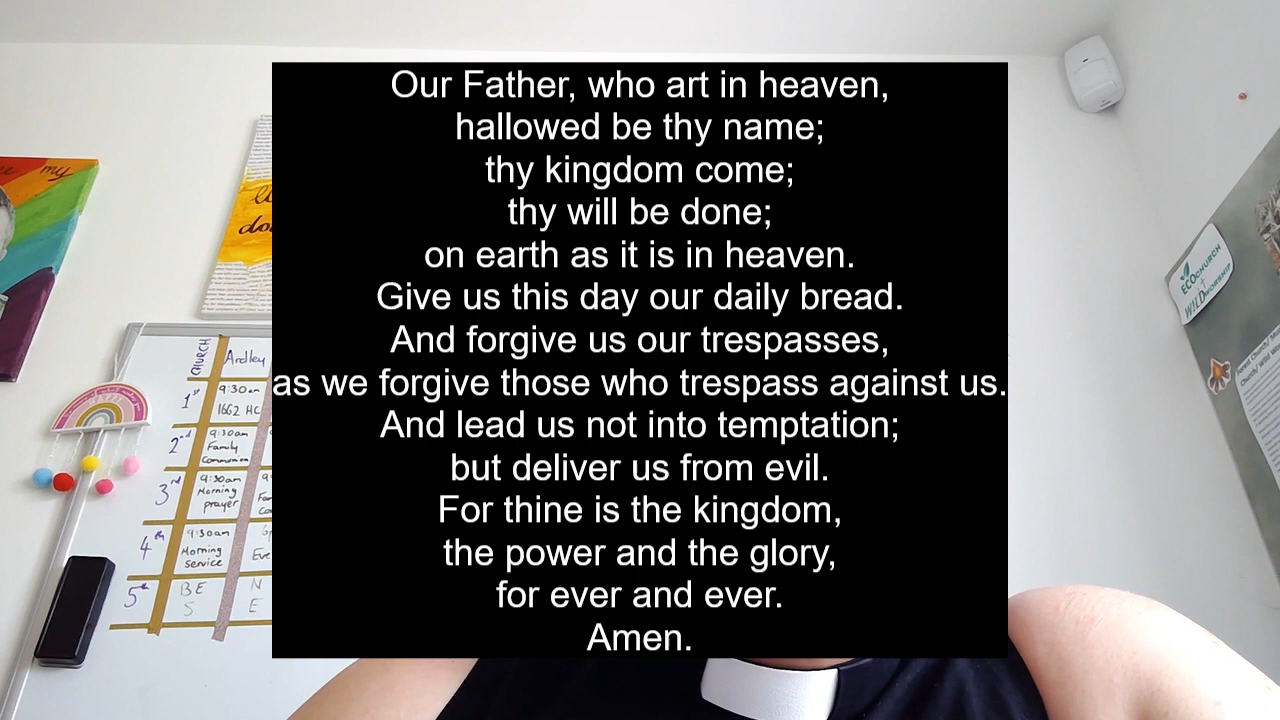 Our Father, who art in heaven,
hallowed be thy name;
thy kingdom come;
thy will be done;
on earth as it is in heaven.
Give us this day our daily bread.
And forgive us our trespasses,
as we forgive those who trespass against us.
And lead us not into temptation;
but deliver us from evil.
For thine is the kingdom,
the power and the glory,
for ever and ever.
Amen.
my
CHURCH
Ardley
1st
9:30am
1662 HC
2nd
9:30am
Family
Communion
3rd
9:30am
Morning
prayer
4th
9:30am
Morning
service
5th
BE
N
S
E
ECOCHURCH
WILDWORSHIP